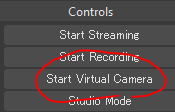 Controls
Start Streaming
Start Recording
Start Virtual Camera
Studio Mode